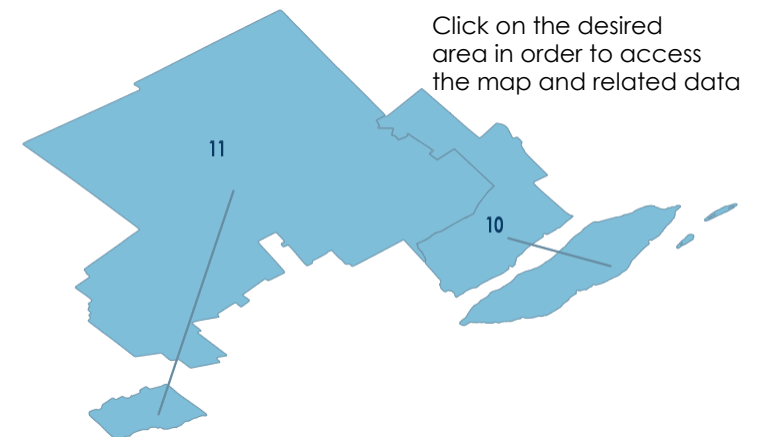 Click on the desired
area in order to access
the map and related data
11
10